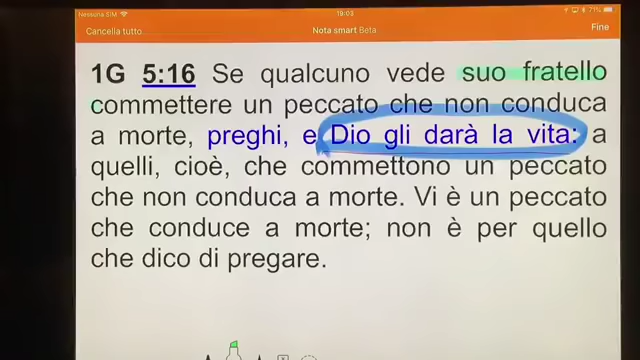 Nessuna SIM 19:03 71%
Cancella tutto Nota smart Beta Fine
1G 5:16 Se qualcuno vede suo fratello
commettere un peccato che non conduca
a morte, preghi, e Dio gli darà la vita: a
quelli, cioè, che commettono un peccato
che non conduca a morte. Vi è un peccato
che conduce a morte; non è per quello
che dico di pregare.